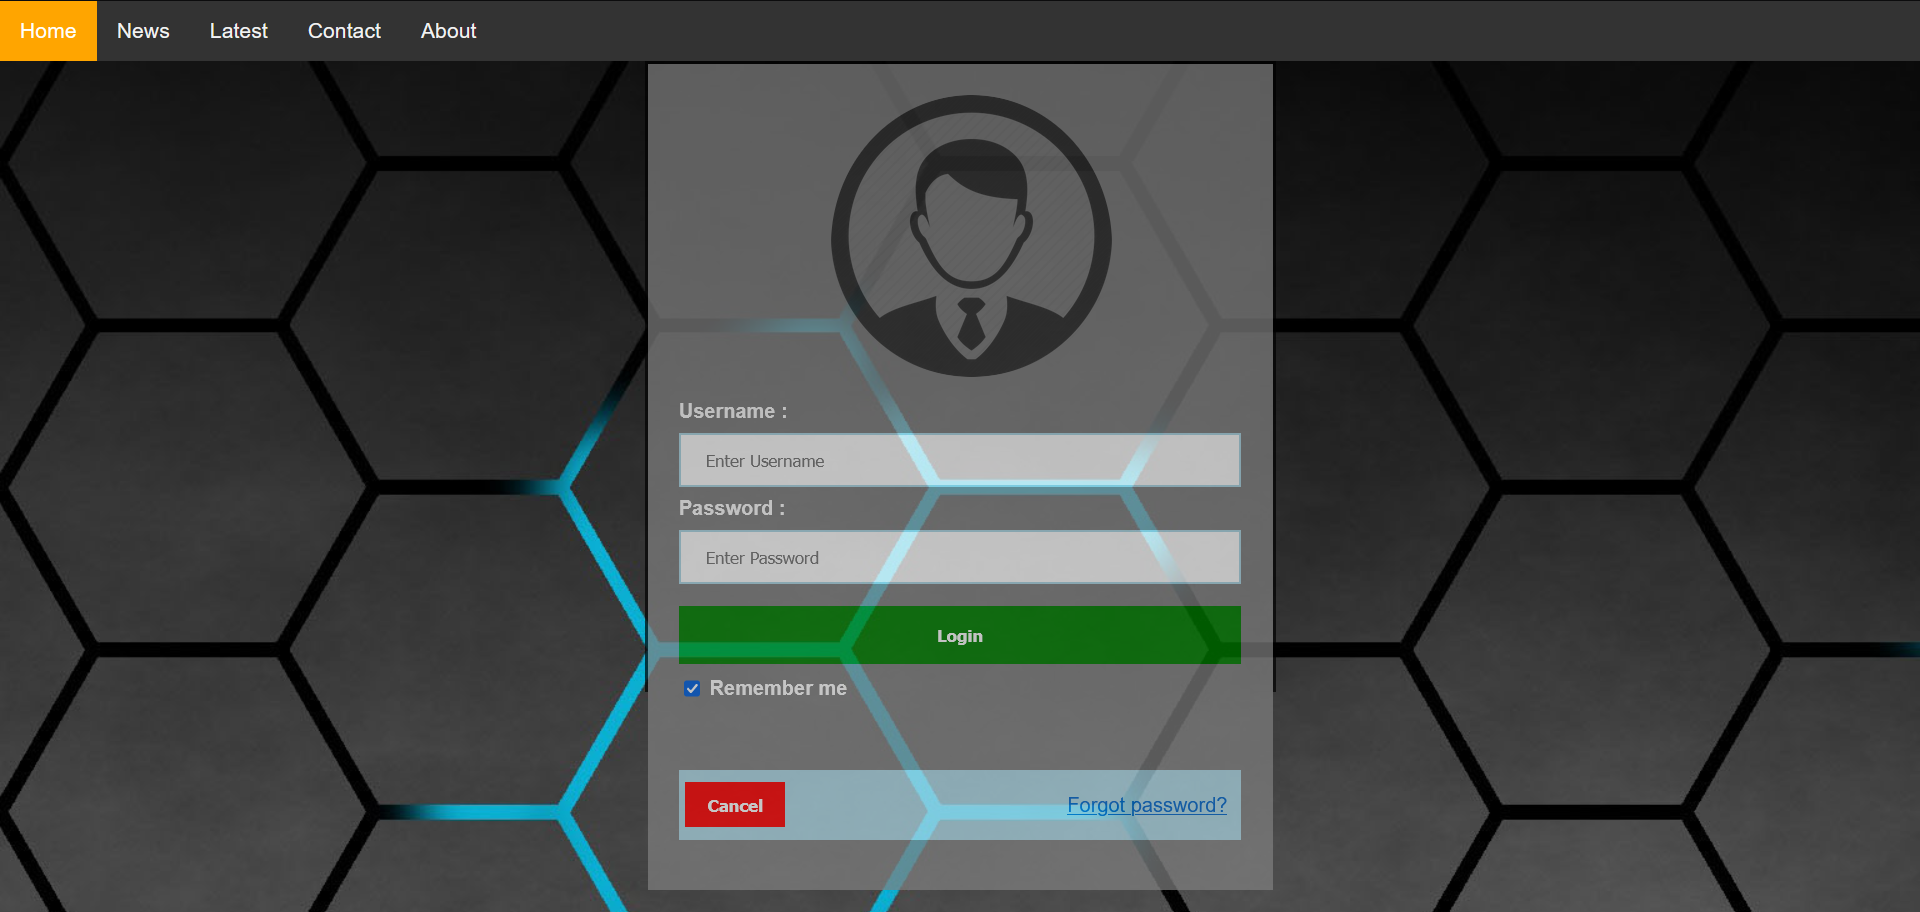 Home News Latest Contact About
Username :
Enter Username
Password :
Enter Password
Login
Remember me
Cancel Forgot password?